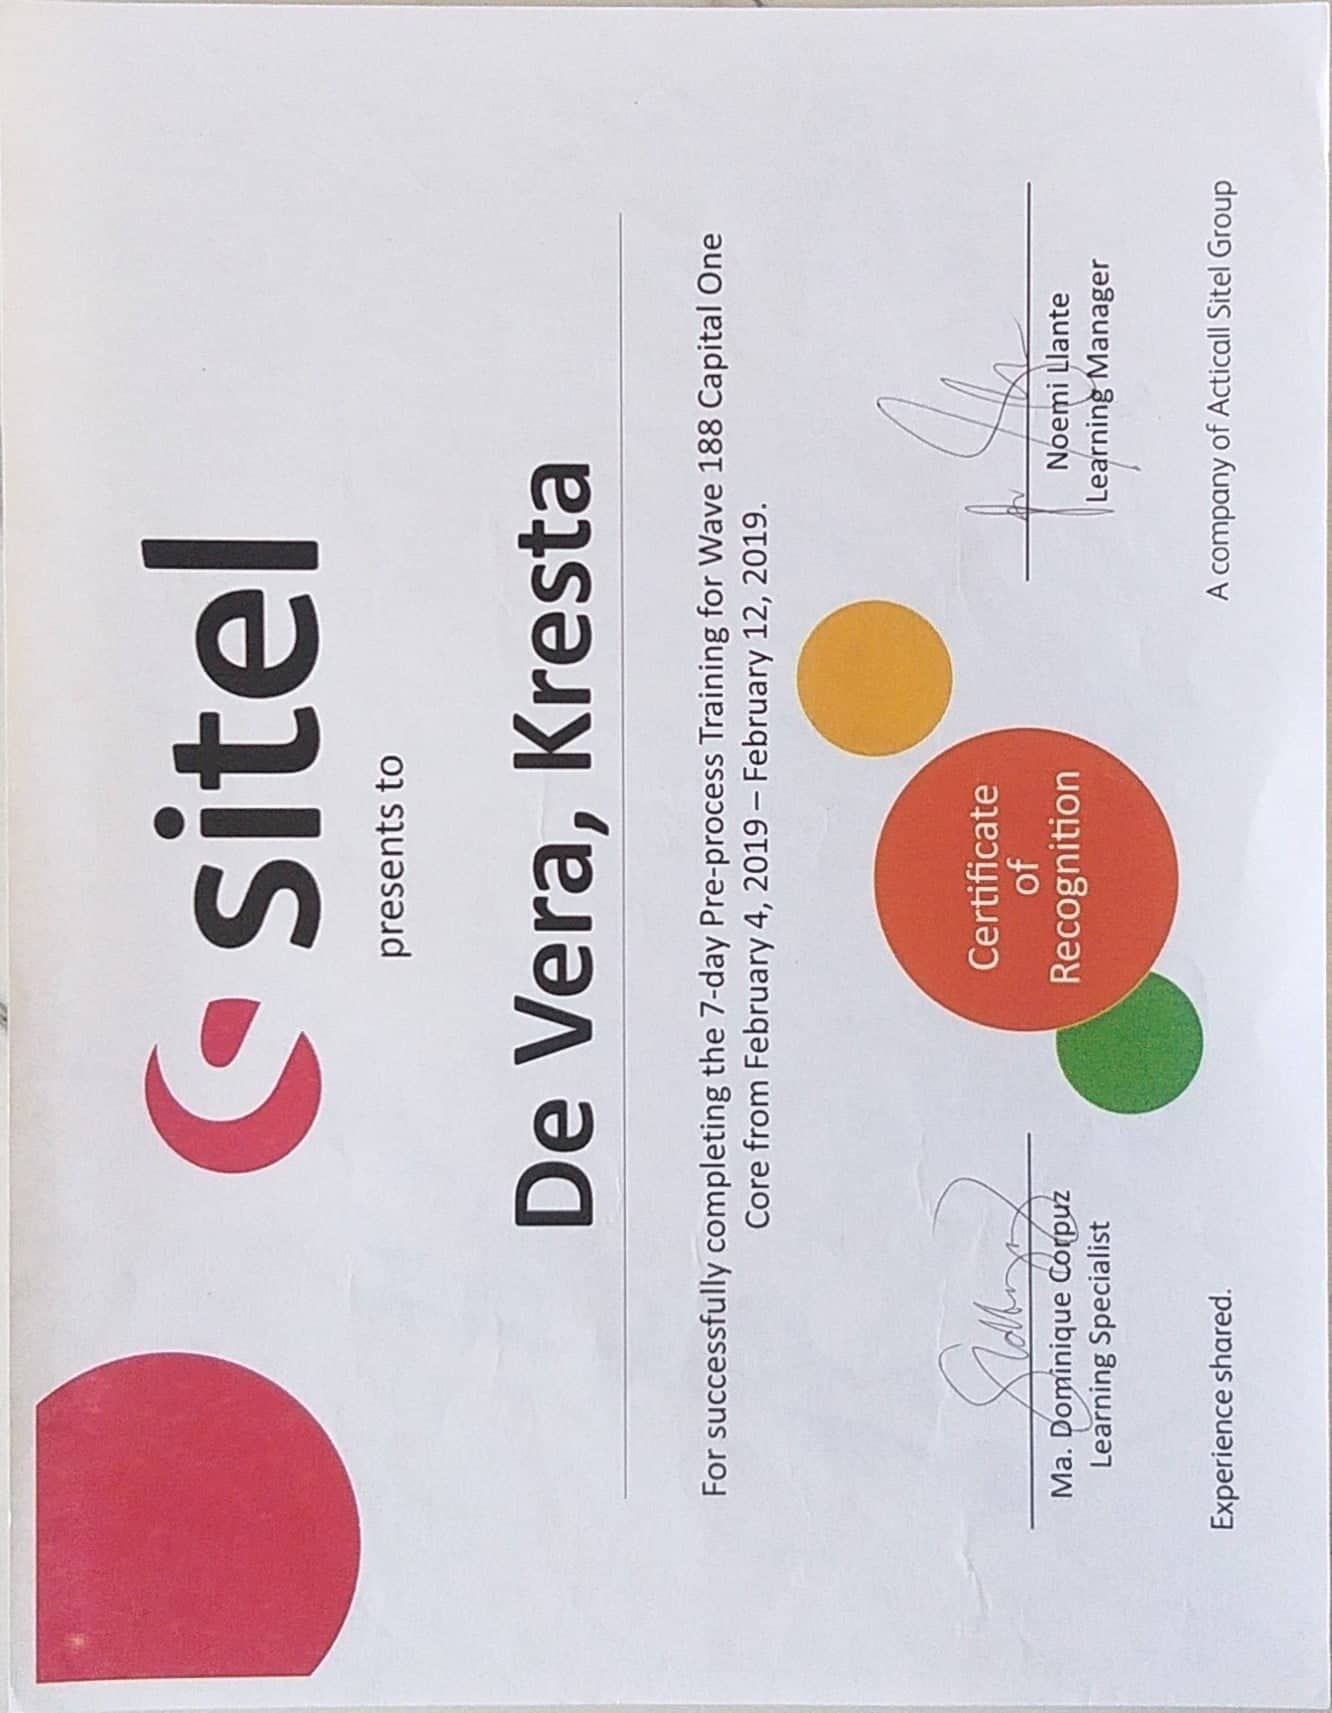 sitel
presents to
De Vera, Kresta
For successfully completing the 7-day Pre-process Training for Wave 188 Capital One
Core from February 4, 2019 – February 12, 2019.
Certificate
of
Recognition
Ma. Dominique Corpuz
Learning Specialist
Noemi Llante
Learning Manager
Experience shared.
A company of Acticall Sitel Group